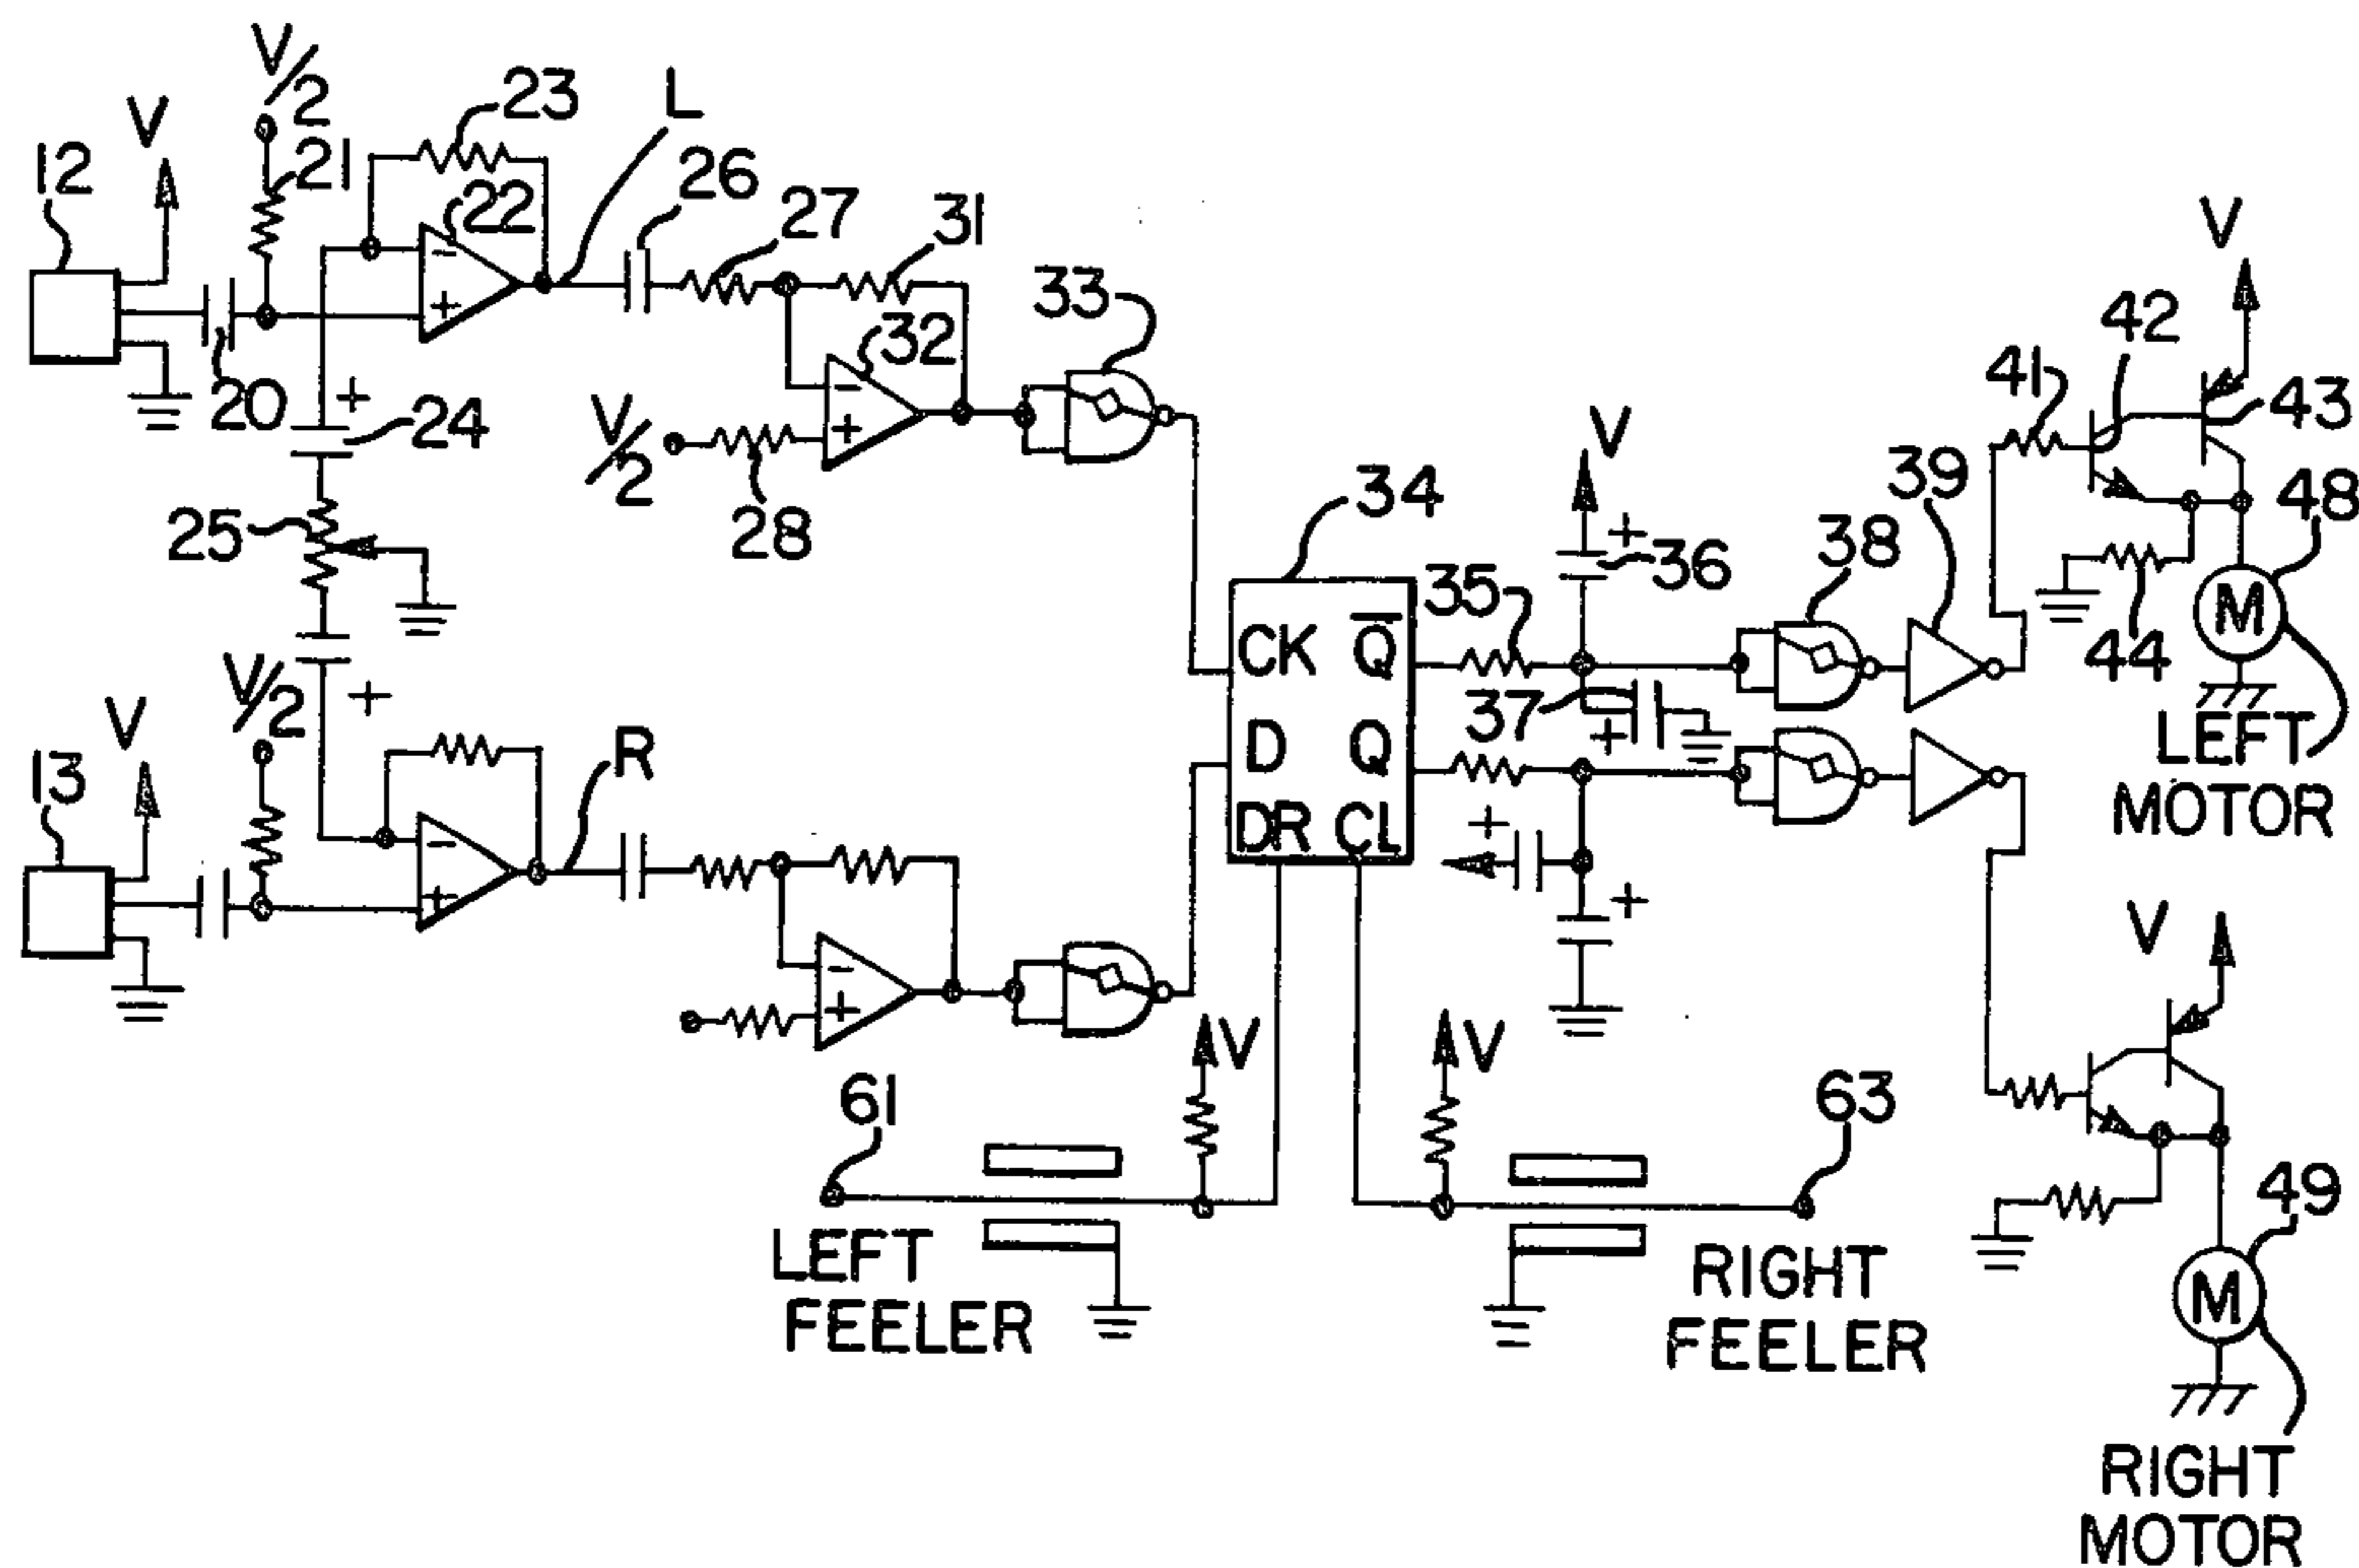 V/2
23
L
V
12
21
22
26
27
31
33
32
20
+
24
V/2
28
25
34
V
42
41
43
39
48
V
+
36
38
35
CK
Q̅
37
44
M
LEFT
MOTOR
D
Q
DR
CL
+
V/2
+
V
13
R
-
+
-
+
-
+
-
+
+
+
V
V
61
63
LEFT
FEELER
RIGHT
FEELER
V
49
M
RIGHT
MOTOR